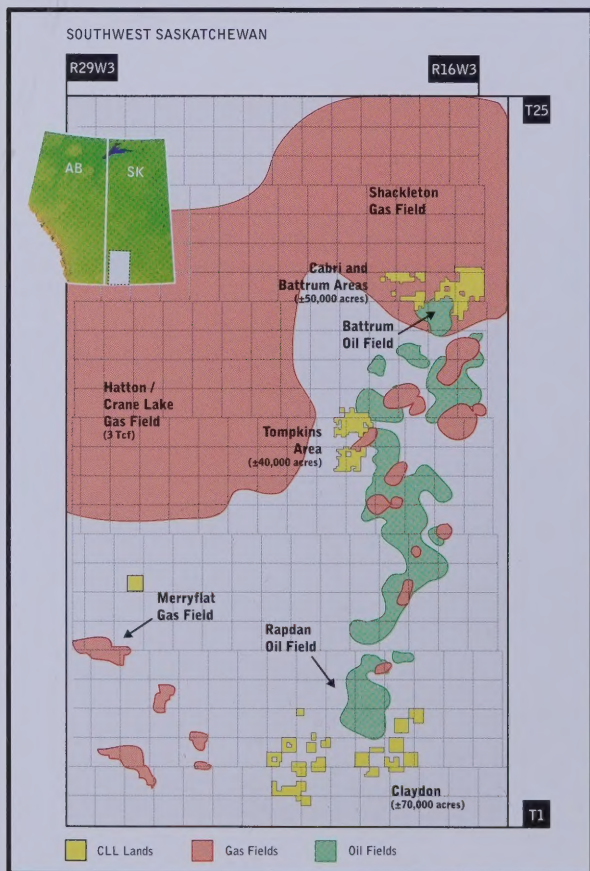 SOUTHWEST SASKATCHEWAN
R29W3
R16W3
T25
AB
SK
Shackleton
Gas Field
Cabri and
Battrum Areas
(±50,000 acres)
Battrum
Oil Field
Hatton /
Crane Lake
Gas Field
(3 Tcf)
Tompkins
Area
(±40,000 acres)
Merryflat
Gas Field
Rapdan
Oil Field
Claydon
(±70,000 acres)
T1
CLL Lands
Gas Fields
Oil Fields